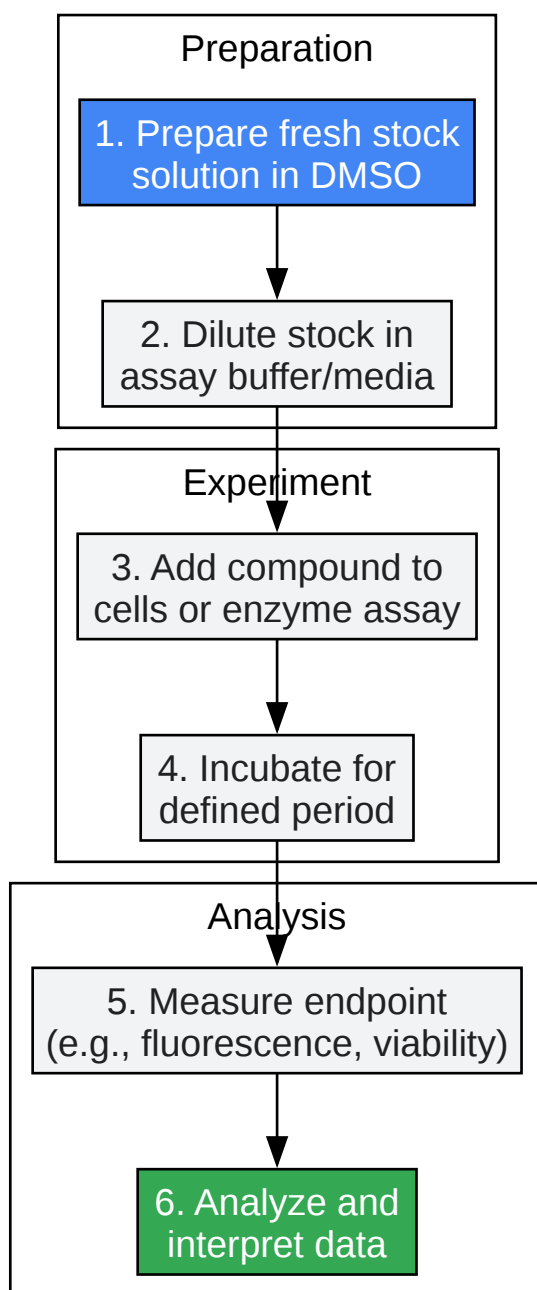 Preparation
1. Prepare fresh stock
solution in DMSO
2. Dilute stock in
assay buffer/media
Experiment
3. Add compound to
cells or enzyme assay
4. Incubate for
defined period
Analysis
5. Measure endpoint
(e.g., fluorescence, viability)
6. Analyze and
interpret data